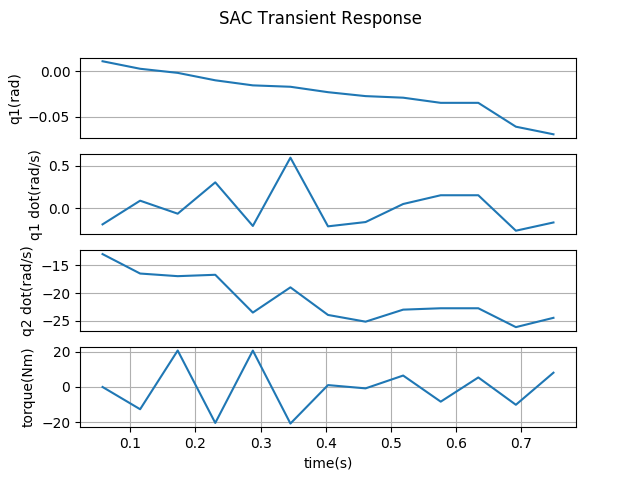 SAC Transient Response
q1(rad)
0.00
−0.05
q1 dot(rad/s)
0.5
0.0
q2 dot(rad/s)
−15
−20
−25
torque(Nm)
20
0
−20
0.1 0.2 0.3 0.4 0.5 0.6 0.7
time(s)